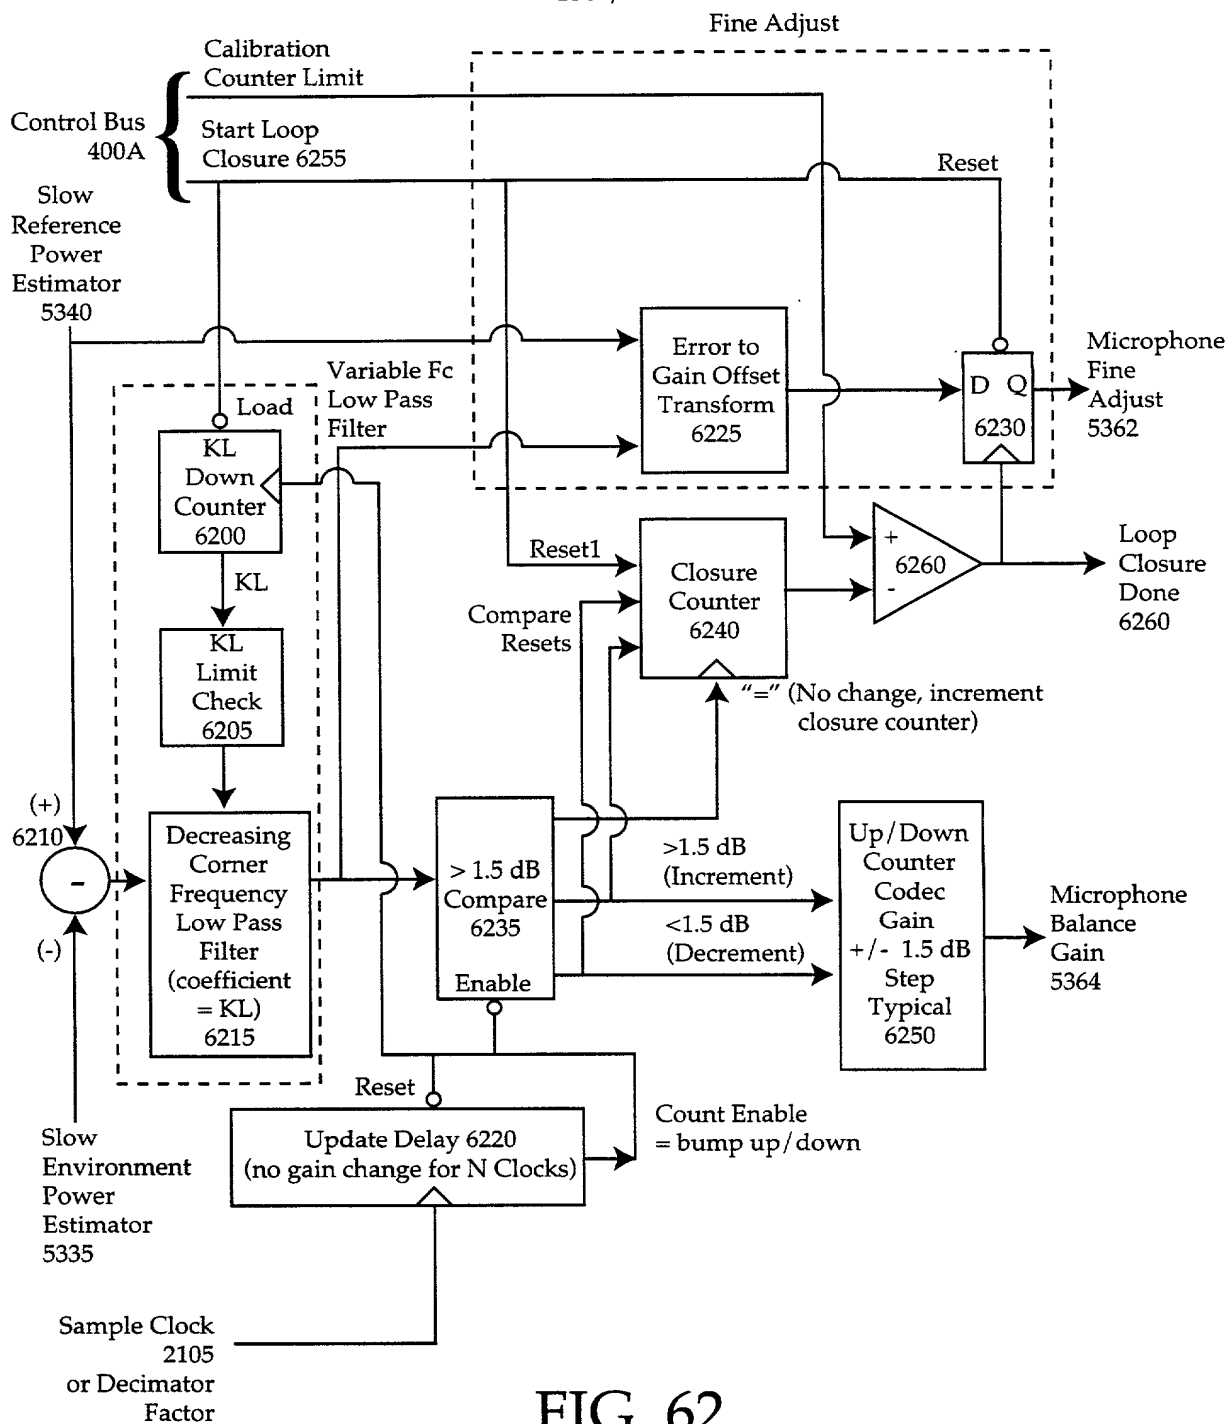 Fine Adjust
Calibration
Counter Limit
Control Bus
400A
Start Loop
Closure 6255
Reset
Slow
Reference
Power
Estimator
5340
Variable Fc
Low Pass
Filter
Error to
Gain Offset
Transform
6225
D Q
6230
Microphone
Fine
Adjust
5362
Load
KL
Down
Counter
6200
KL
KL
Limit
Check
6205
Reset1
Compare
Resets
Closure
Counter
6240
+
6260
-
Loop
Closure
Done
6260
"=" (No change, increment
closure counter)
(+)
6210
-
(-)
Decreasing
Corner
Frequency
Low Pass
Filter
(coefficient
= KL)
6215
> 1.5 dB
Compare
6235
Enable
>1.5 dB
(Increment)
<1.5 dB
(Decrement)
Up/Down
Counter
Codec
Gain
+/- 1.5 dB
Step
Typical
6250
Microphone
Balance
Gain
5364
Reset
Update Delay 6220
(no gain change for N Clocks)
Count Enable
= bump up/down
Slow
Environment
Power
Estimator
5335
Sample Clock
2105
or Decimator
Factor
FIG. 62